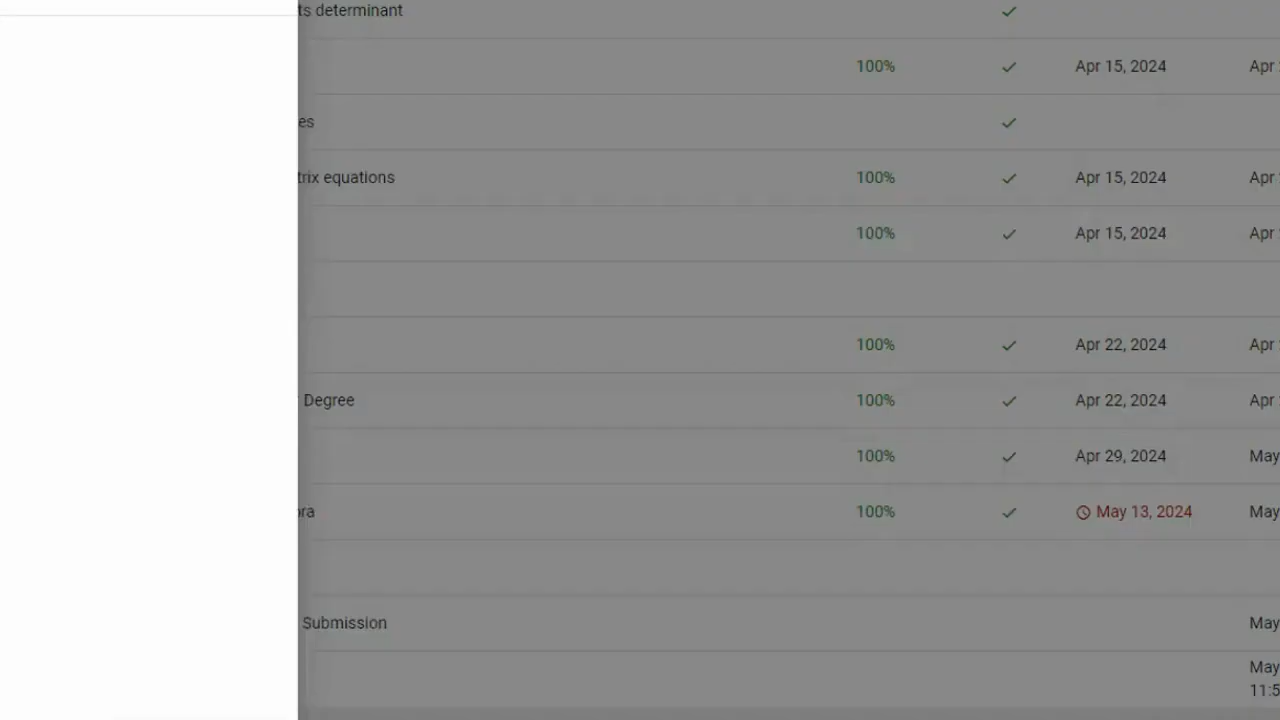 ts determinant
100% Apr 15, 2024 Apr
es
trix equations 100% Apr 15, 2024 Apr
100% Apr 15, 2024 Apr
100% Apr 22, 2024 Apr
Degree 100% Apr 22, 2024 Apr
100% Apr 29, 2024 May
ora 100% May 13, 2024 May
Submission May
May
11:5